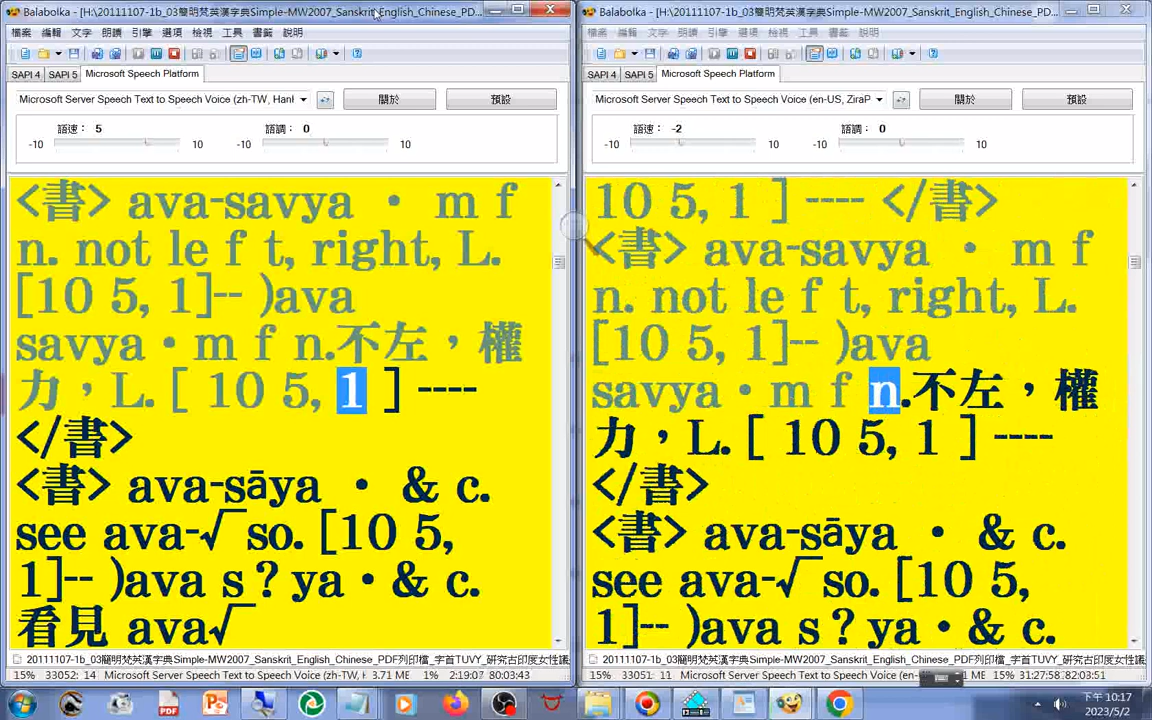 Balabolka - [H:\20111107-1b_03簡明梵英漢字典Simple-MW2007_Sanskrit_English_Chinese_PD...
檔案 編輯 文字 朗讀 引擎 選項 檢視 工具 書籤 說明
SAPI 4 SAPI 5 Microsoft Speech Platform
Microsoft Server Speech Text to Speech Voice (zh-TW, Hanl
關於 預設
語速： 5 語調： 0
-10 10 -10 10
<書> ava-savya • m f
n. not le f t, right, L.
[10 5, 1]-- )ava
savya • m f n.不左，權
力，L. [ 10 5, 1 ] ----
</書>
<書> ava-sāya • & c.
see ava-√ so. [10 5,
1]-- )ava s？ya • & c.
看見 ava√
20111107-1b_03簡明梵英漢字典Simple-MW2007_Sanskrit_English_Chinese_PDF列印檔_字首TUVY_研究古印度女性議
15% 33052: 14 Microsoft Server Speech Text to Speech Voice (zh-TW, H 3.71 MB 1% 2:19:07 80:03:43
Balabolka - [H:\20111107-1b_03簡明梵英漢字典Simple-MW2007_Sanskrit_English_Chinese_PD...
檔案 編輯 文字 朗讀 引擎 選項 檢視 工具 書籤 說明
SAPI 4 SAPI 5 Microsoft Speech Platform
Microsoft Server Speech Text to Speech Voice (en-US, ZiraP
關於 預設
語速： -2 語調： 0
-10 10 -10 10
10 5, 1 ] ---- </書>
<書> ava-savya • m f
n. not le f t, right, L.
[10 5, 1]-- )ava
savya • m f n.不左，權
力，L. [ 10 5, 1 ] ----
</書>
<書> ava-sāya • & c.
see ava-√ so. [10 5,
1]-- )ava s？ya • & c.
20111107-1b_03簡明梵英漢字典Simple-MW2007_Sanskrit_English_Chinese_PDF列印檔_字首TUVY_研究古印度女性議
15% 33051: 11 Microsoft Server Speech Text to Speech Voice (en-US, 15% 31:27:58 82:03:51
下午 10:17
2023/5/2